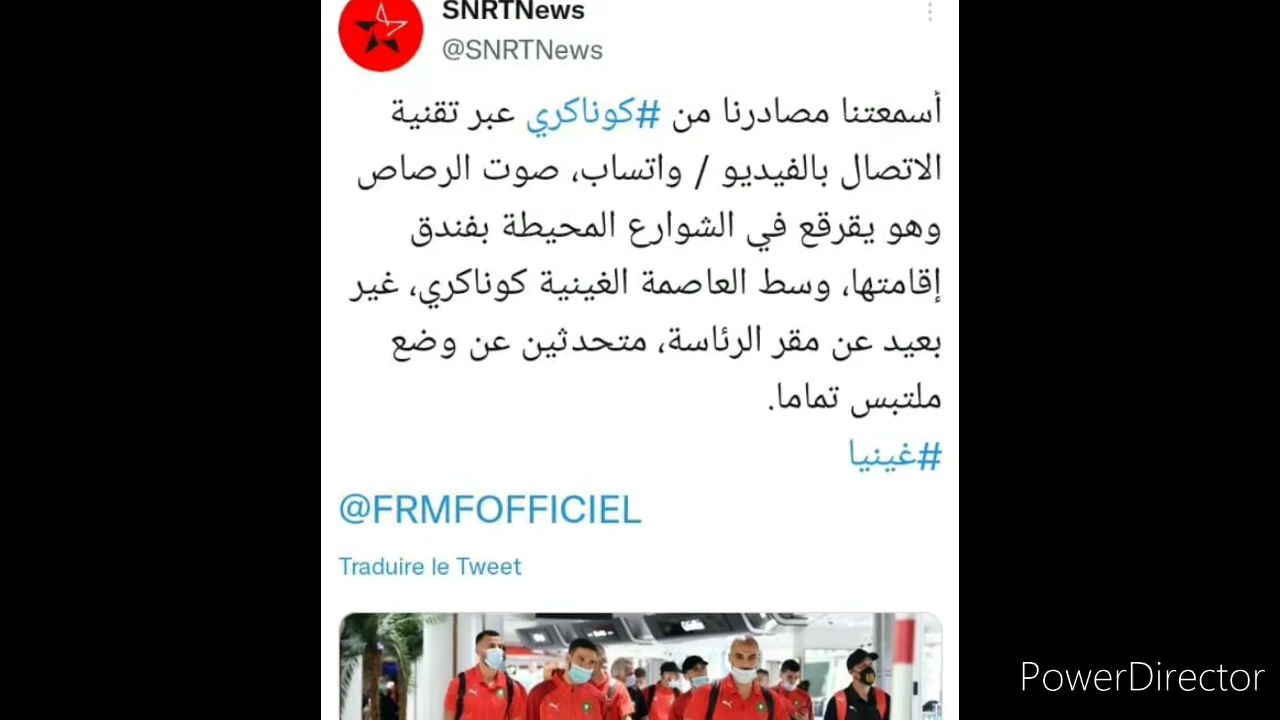 SNRTNews
@SNRTNews
أسمعتنا مصادرنا من #كوناكري عبر تقنية
الاتصال بالفيديو / واتساب، صوت الرصاص
وهو يقرقع في الشوارع المحيطة بفندق
إقامتها، وسط العاصمة الغينية كوناكري، غير
بعيد عن مقر الرئاسة، متحدثين عن وضع
ملتبس تماما.
#غينيا
@FRMFOFFICIEL
Traduire le Tweet
PowerDirector